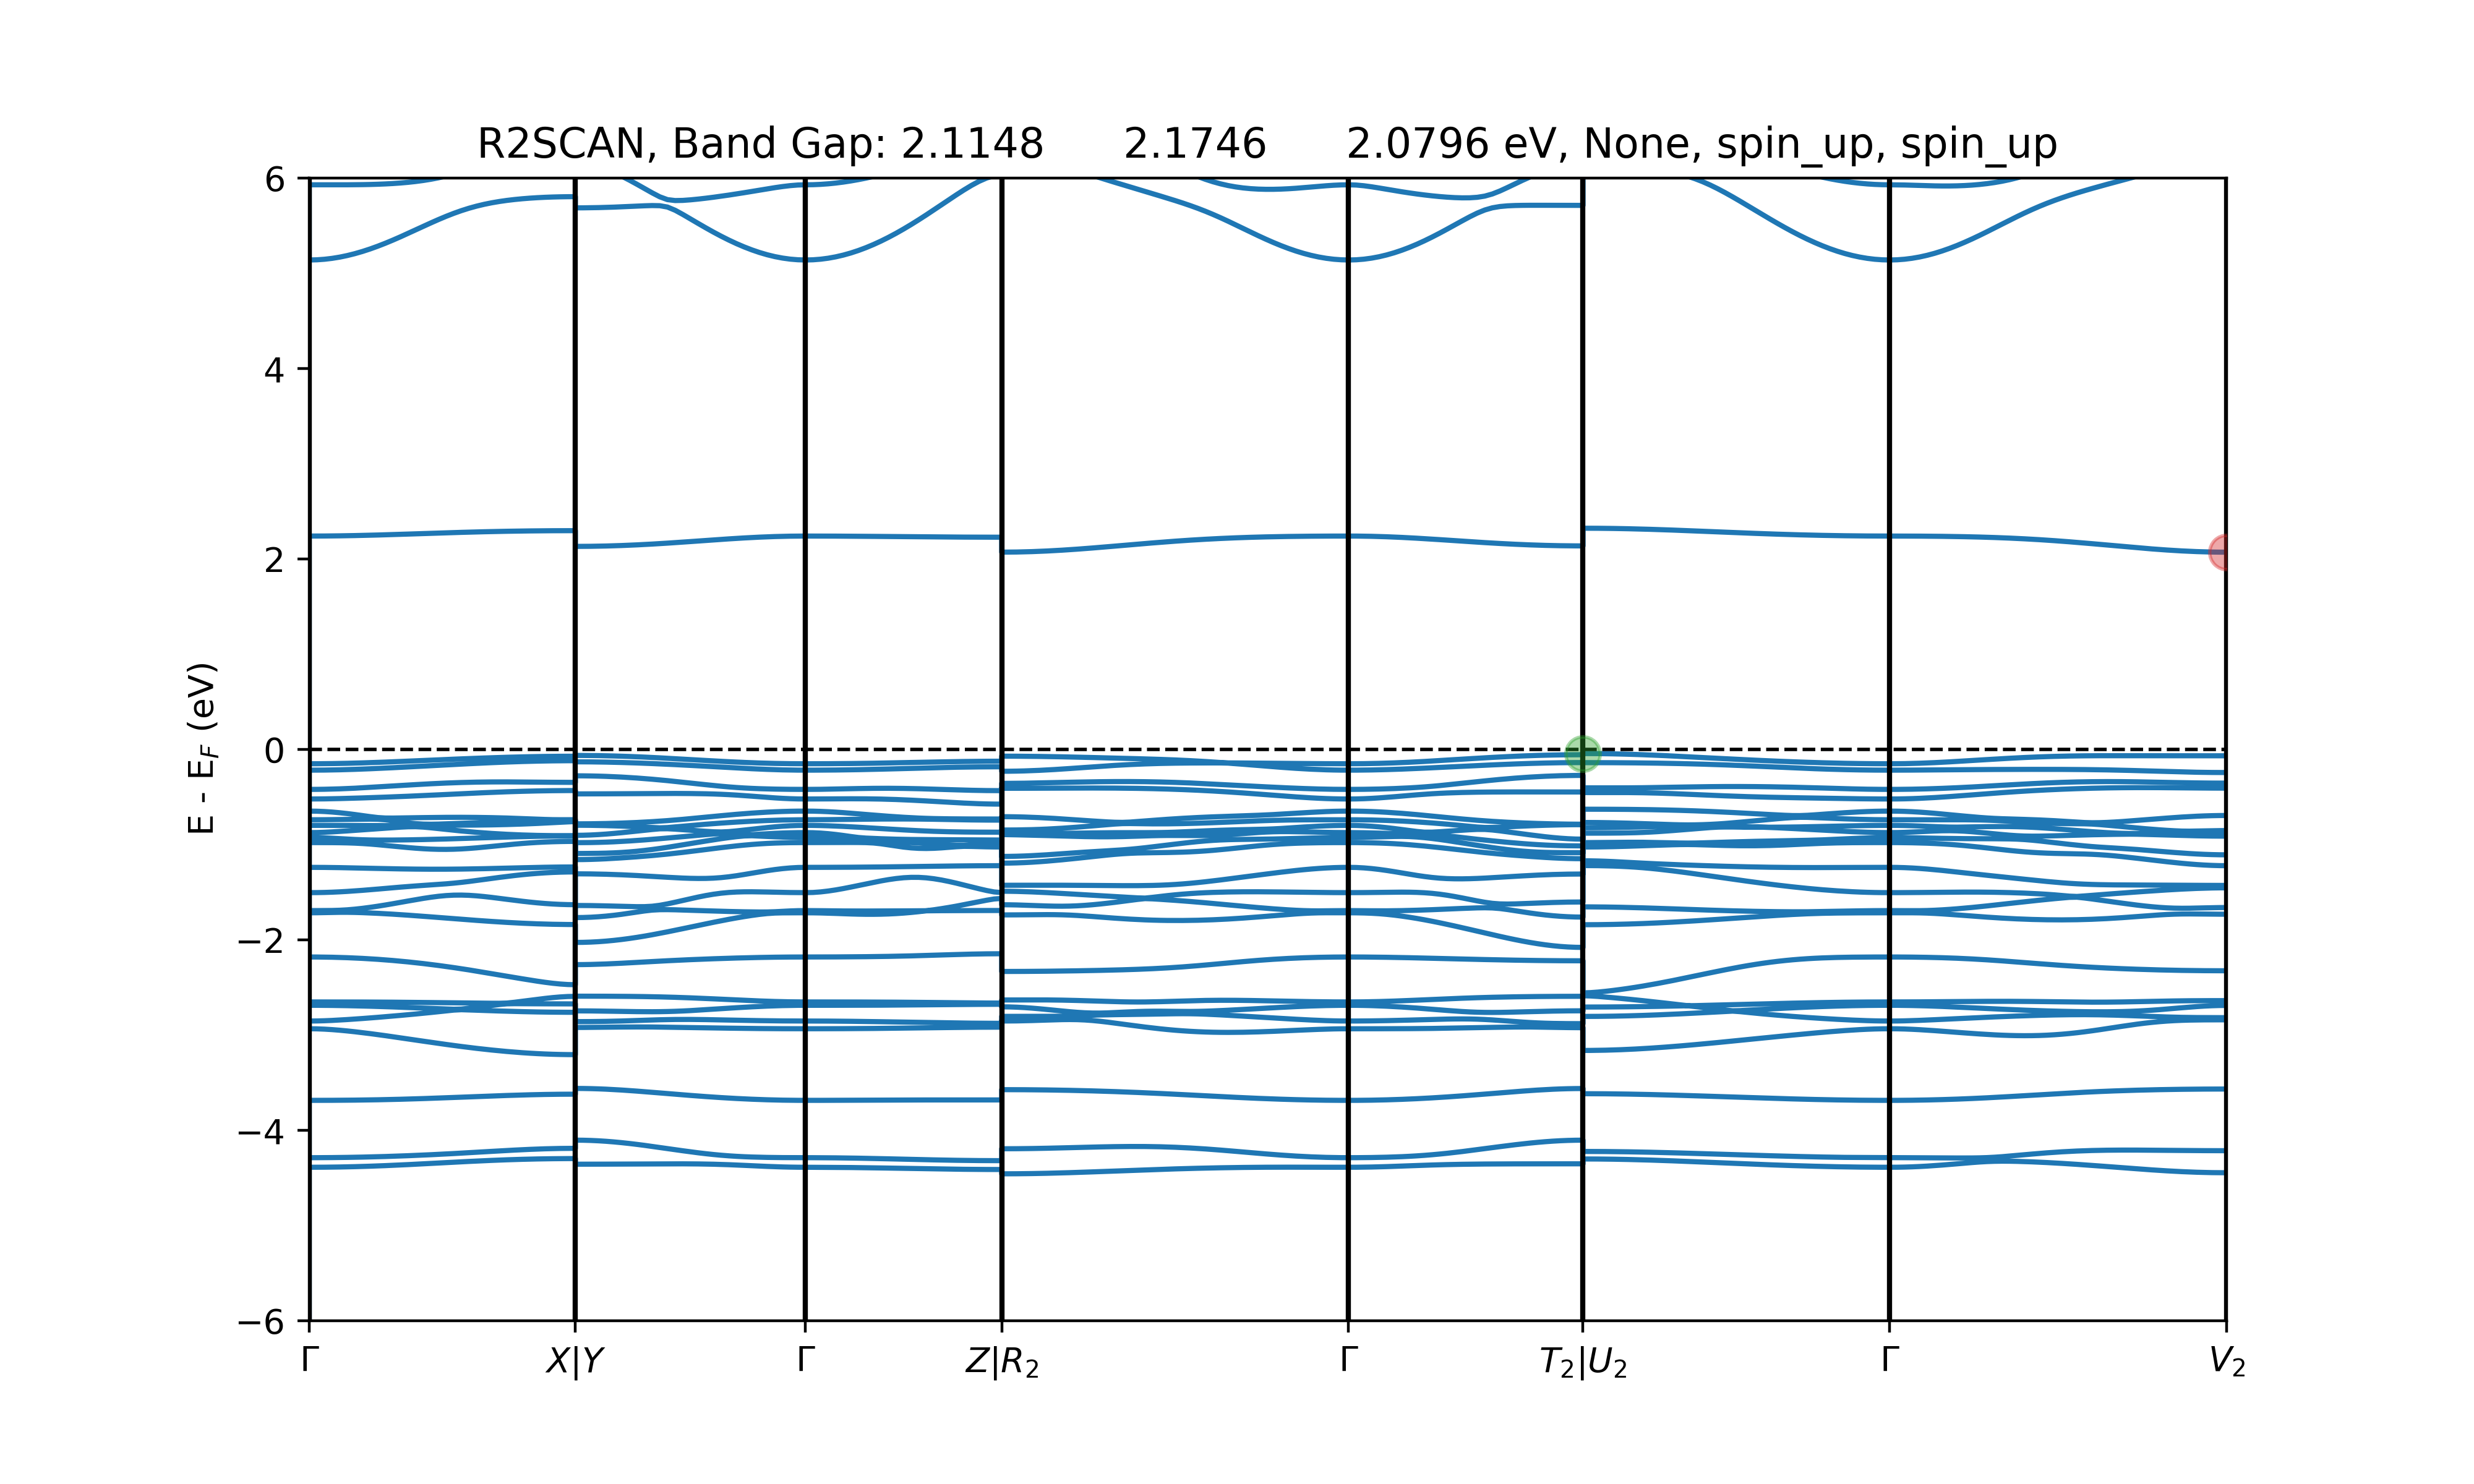 R2SCAN, Band Gap: 2.1148 2.1746 2.0796 eV, None, spin_up, spin_up
E - E_F (eV)
6
4
2
0
−2
−4
−6
Γ X|Y Γ Z|R₂ Γ T₂|U₂ Γ V₂